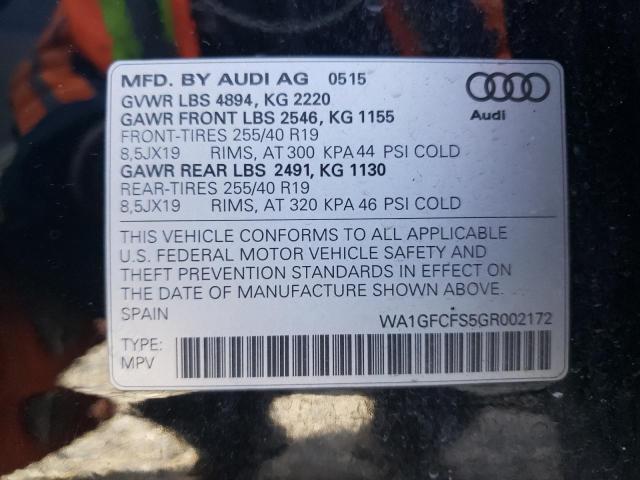 MFD. BY AUDI AG 0515
GVWR LBS 4894, KG 2220
GAWR FRONT LBS 2546, KG 1155
FRONT-TIRES 255/40 R19
8,5JX19 RIMS, AT 300 KPA 44 PSI COLD
GAWR REAR LBS 2491, KG 1130
REAR-TIRES 255/40 R19
8,5JX19 RIMS, AT 320 KPA 46 PSI COLD
Audi
THIS VEHICLE CONFORMS TO ALL APPLICABLE
U.S. FEDERAL MOTOR VEHICLE SAFETY AND
THEFT PREVENTION STANDARDS IN EFFECT ON
THE DATE OF MANUFACTURE SHOWN ABOVE.
SPAIN
WA1GFCFS5GR002172
TYPE:
MPV